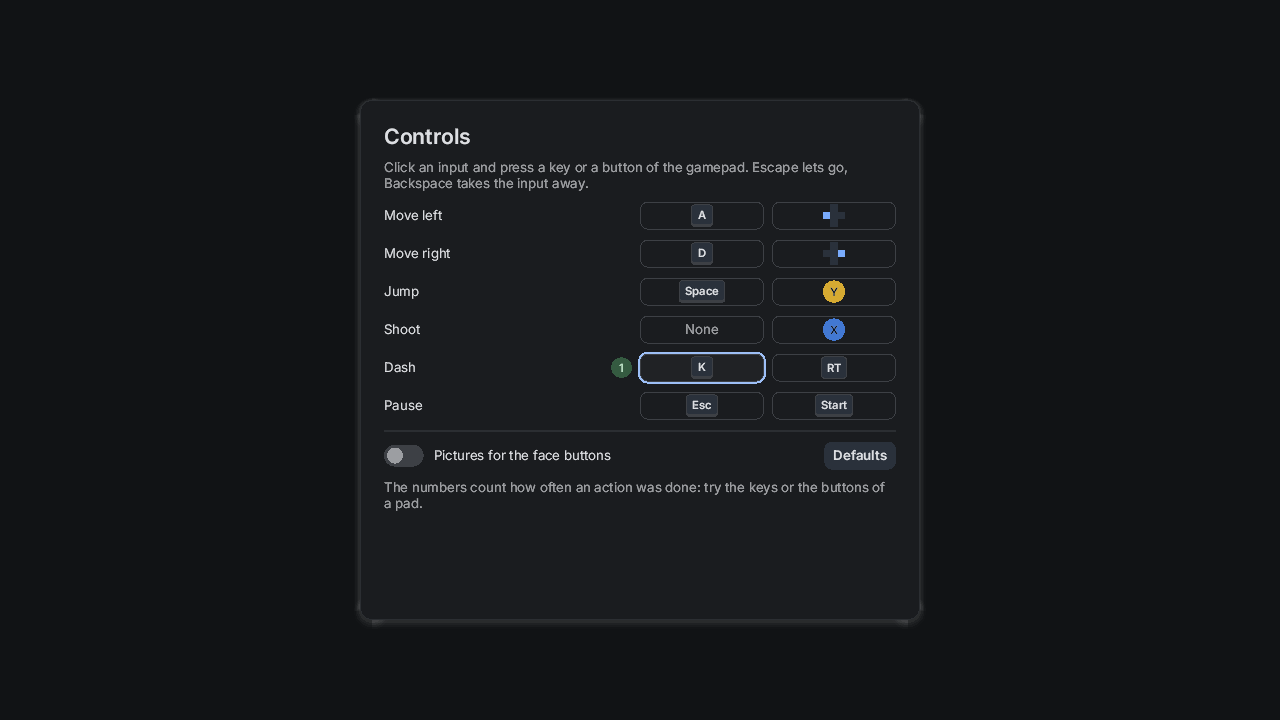 Controls
Click an input and press a key or a button of the gamepad. Escape lets go,
Backspace takes the input away.
Move left A
Move right D
Jump Space Y
Shoot None X
Dash 1 K RT
Pause Esc Start
Pictures for the face buttons Defaults
The numbers count how often an action was done: try the keys or the buttons of
a pad.